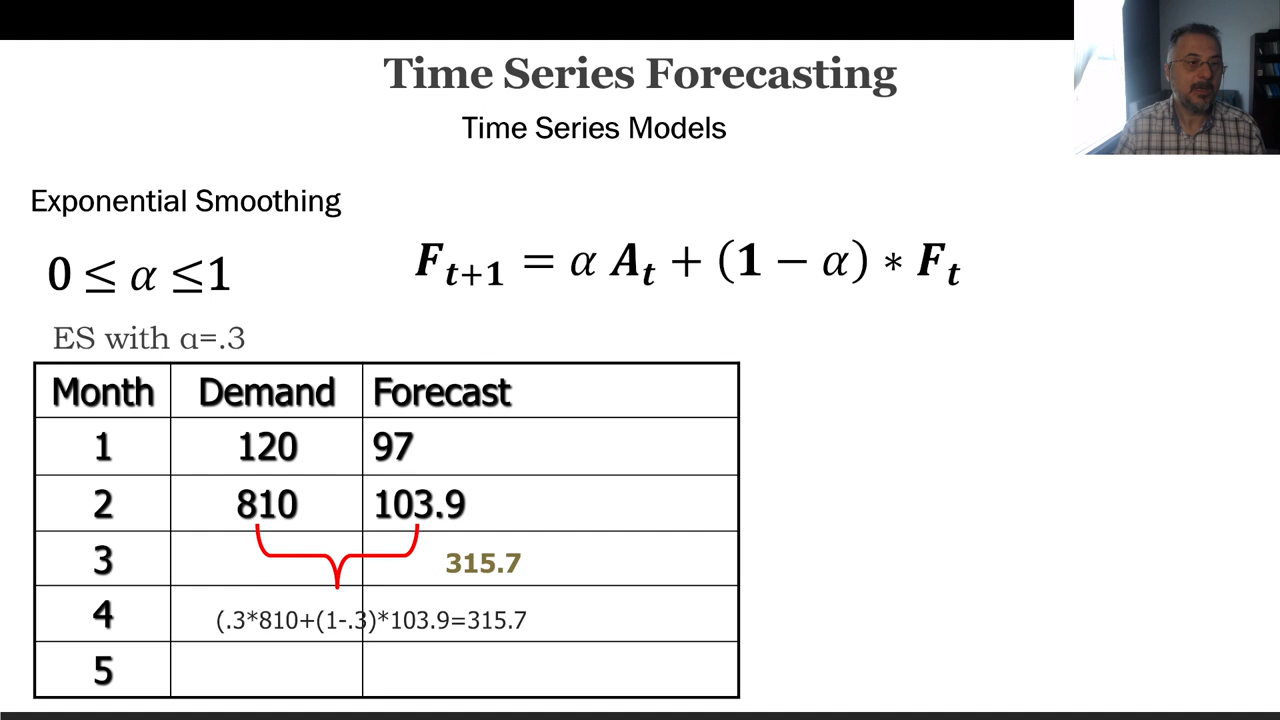 Time Series Forecasting
Time Series Models
Exponential Smoothing
0 ≤ α ≤1
F_{t+1} = α A_t + (1 − α) ∗ F_t
ES with α=.3
Month Demand Forecast
1 120 97
2 810 103.9
3 315.7
4 (.3*810+(1-.3)*103.9=315.7
5